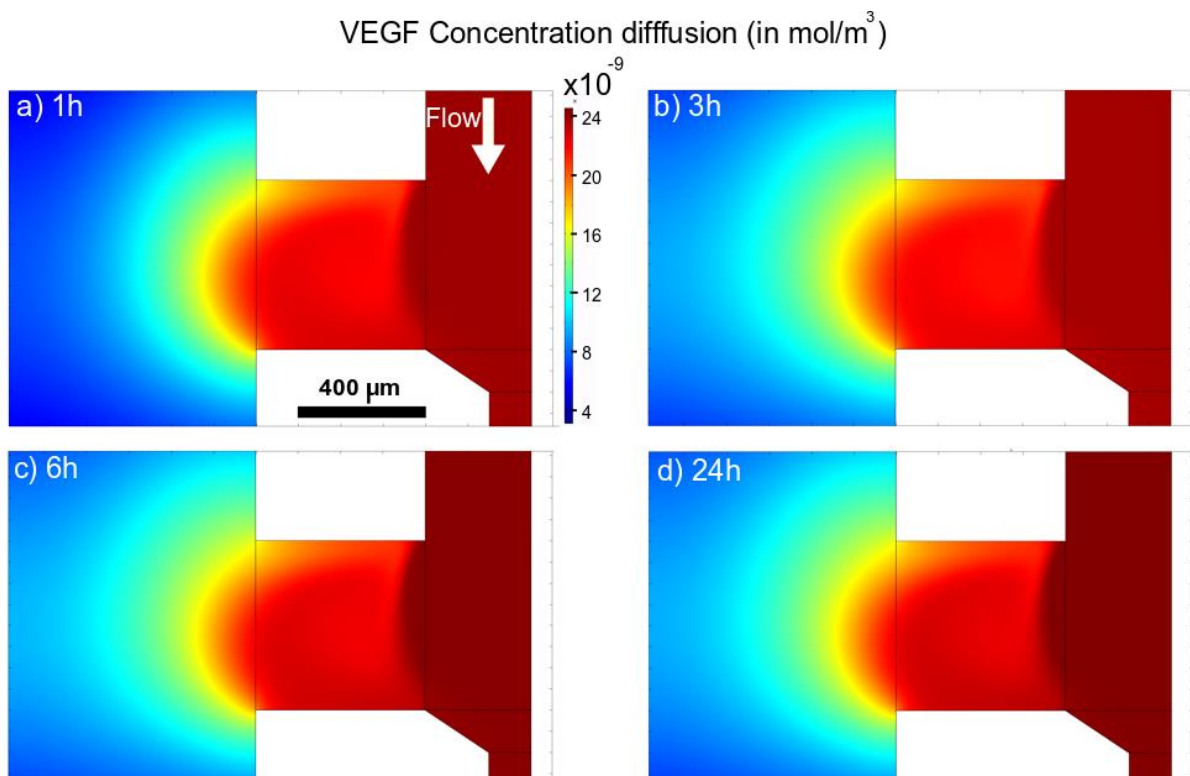 VEGF Concentration difffusion (in mol/m³)
a) 1h
Flow
x10⁻⁹
24
20
16
12
8
4
400 µm
b) 3h
c) 6h
d) 24h